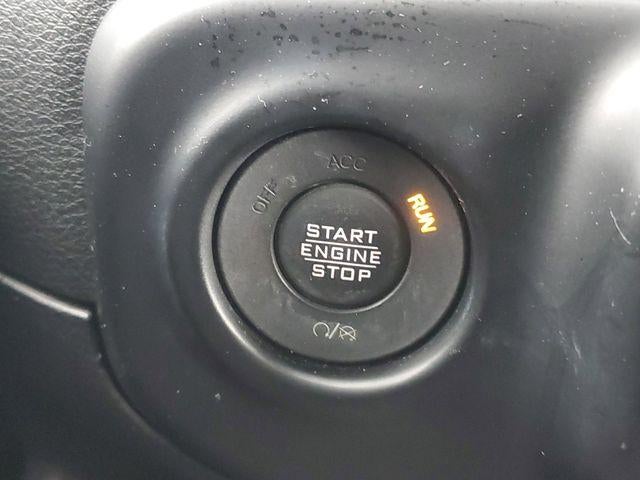 ACC
OFF
RUN
START
ENGINE
STOP